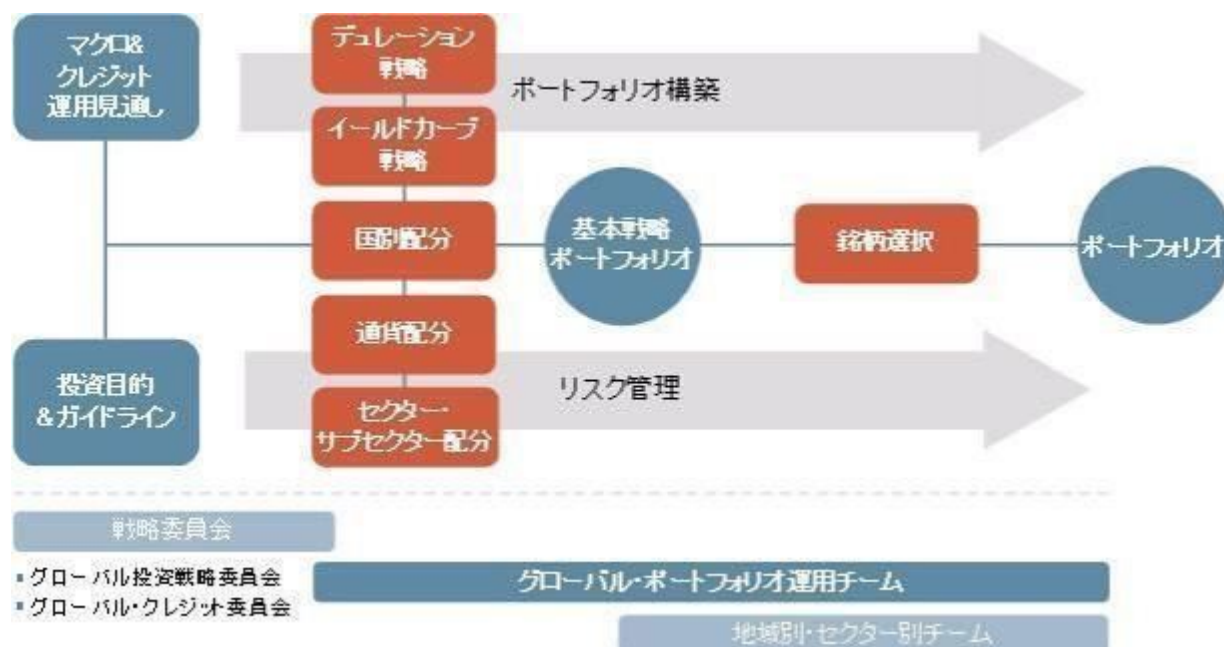 マクロ&
クレジット
運用見通し
デュレーション
戦略
ポートフォリオ構築
イールドカーブ
戦略
国別配分
基本戦略
ポートフォリオ
銘柄選択
ポートフォリオ
通貨配分
投資目的
&ガイドライン
リスク管理
セクター・
サブセクター配分
戦略委員会
▪グローバル投資戦略委員会
▪グローバル・クレジット委員会
グローバル・ポートフォリオ運用チーム
地域別・セクター別チーム